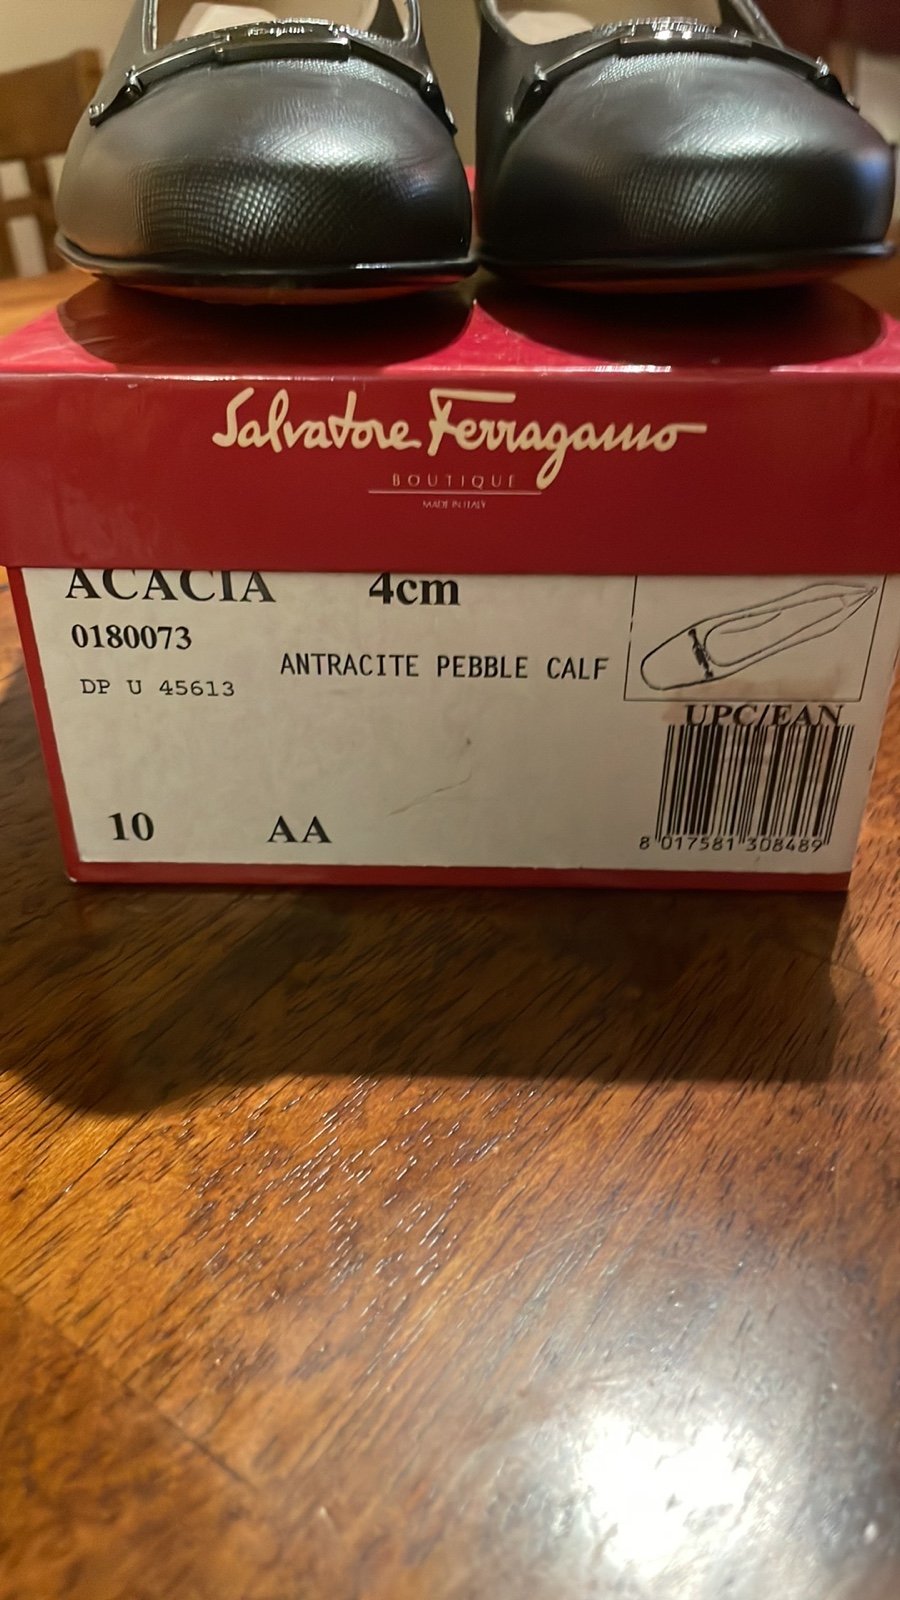 Salvatore Ferragamo
BOUTIQUE
MADE IN ITALY
ACACIA 4cm
0180073
ANTRACITE PEBBLE CALF
DP U 45613
UPC/EAN
10 AA
8 017581 308489